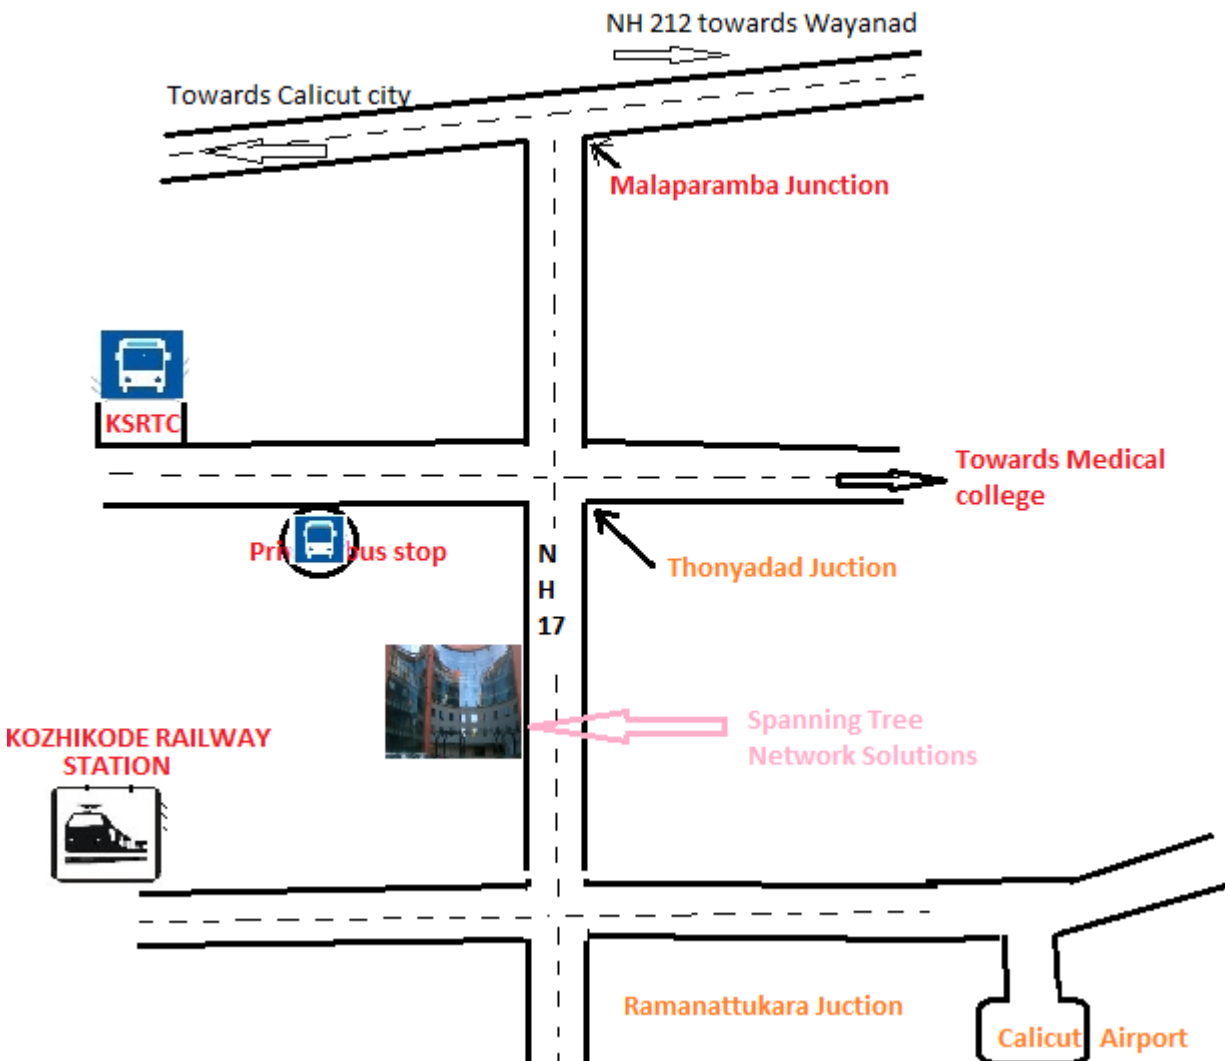 NH 212 towards Wayanad
Towards Calicut city
Malaparamba Junction
KSRTC
Towards Medical
college
bus stop
Thonyadad Juction
N
H
17
Spanning Tree
Network Solutions
KOZHIKODE RAILWAY
STATION
Ramanattukara Juction
Calicut Airport